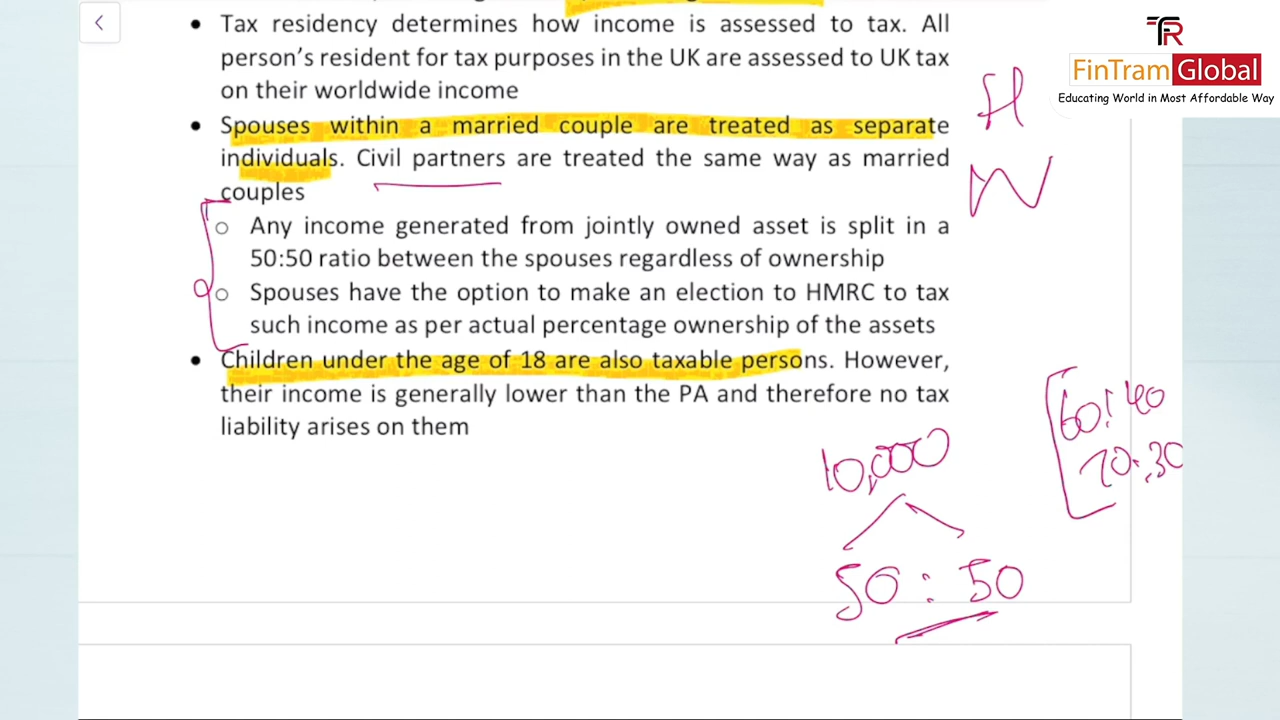 Tax residency determines how income is assessed to tax. All
person's resident for tax purposes in the UK are assessed to UK tax
on their worldwide income
Spouses within a married couple are treated as separate
individuals. Civil partners are treated the same way as married
couples
Any income generated from jointly owned asset is split in a
50:50 ratio between the spouses regardless of ownership
Spouses have the option to make an election to HMRC to tax
such income as per actual percentage ownership of the assets
Children under the age of 18 are also taxable persons. However,
their income is generally lower than the PA and therefore no tax
liability arises on them
TR
FinTram Global
Educating World in Most Affordable Way
H
W
60:40
70:30
10,000
50 : 50